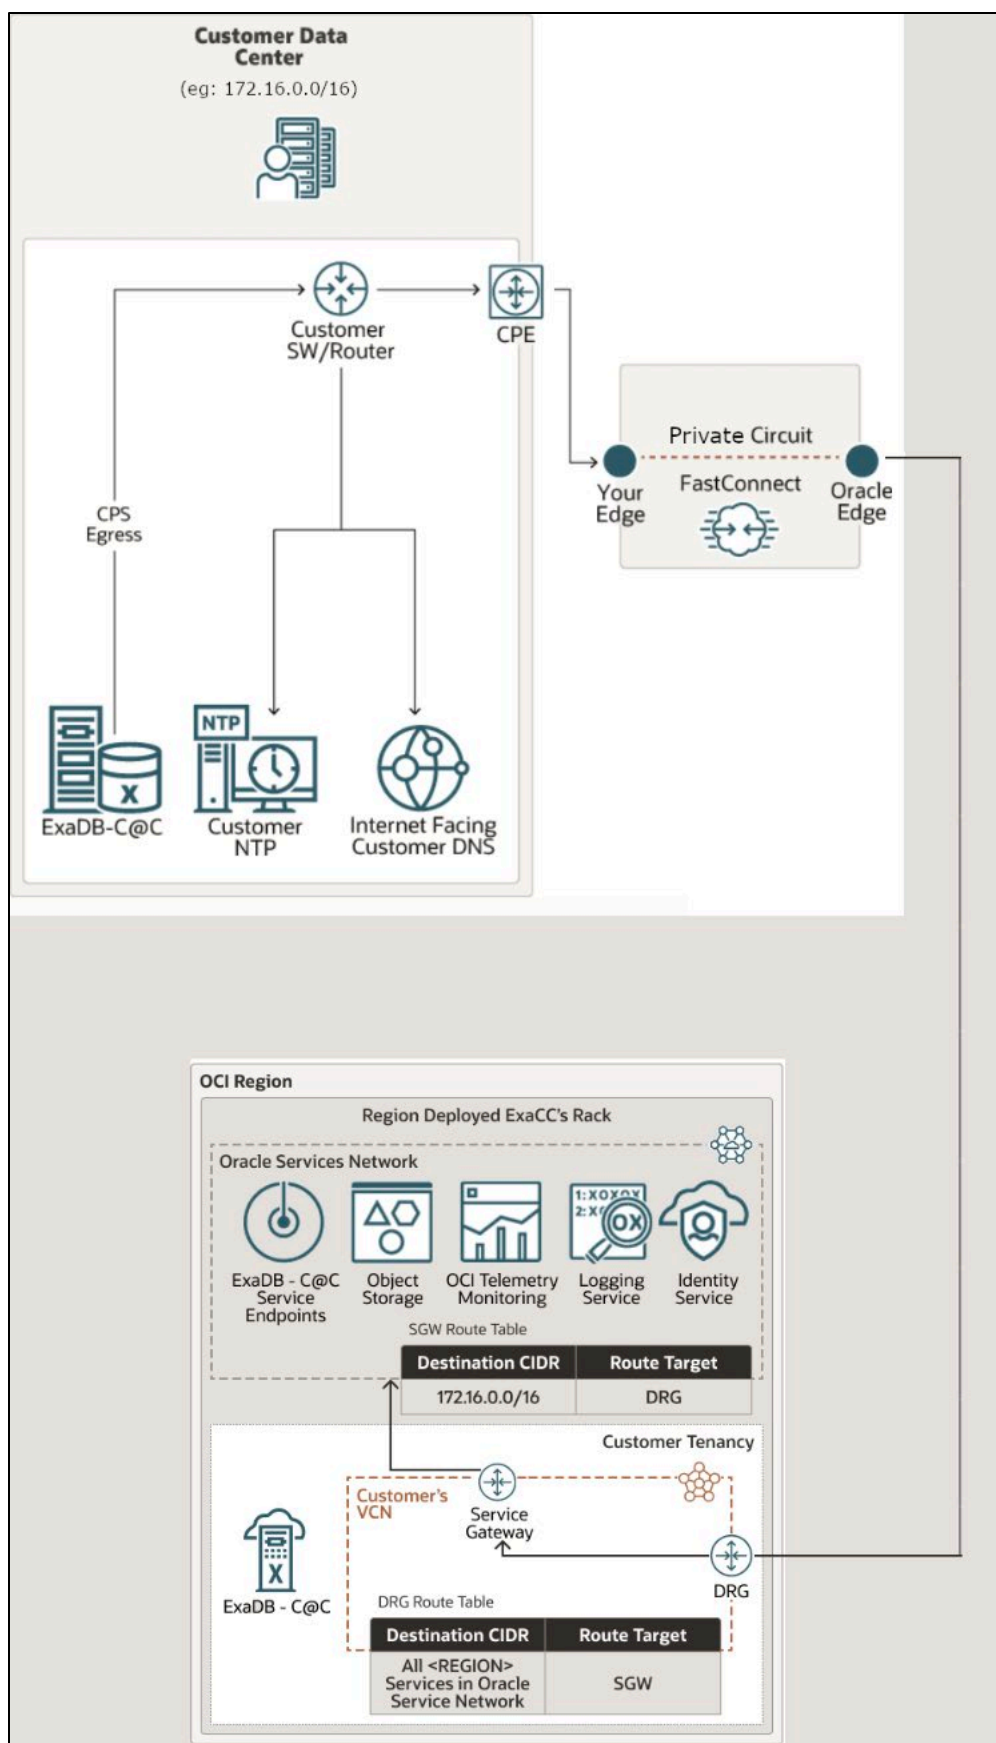 Customer Data
Center
(eg: 172.16.0.0/16)
Customer
SW/Router
CPE
Private Circuit
FastConnect
Your
Edge
Oracle
Edge
CPS
Egress
NTP
X
ExaDB-C@C
Customer
NTP
Internet Facing
Customer DNS
OCI Region
Region Deployed ExaCC's Rack
Oracle Services Network
1:XOXOX
2:X
OX
ExaDB - C@C
Service
Endpoints
Object
Storage
OCI Telemetry
Monitoring
Logging
Service
Identity
Service
SGW Route Table
Destination CIDR Route Target
172.16.0.0/16 DRG
Customer Tenancy
Customer's
VCN
Service
Gateway
DRG
X
ExaDB - C@C
DRG Route Table
Destination CIDR Route Target
All <REGION>
Services in Oracle
Service Network
SGW